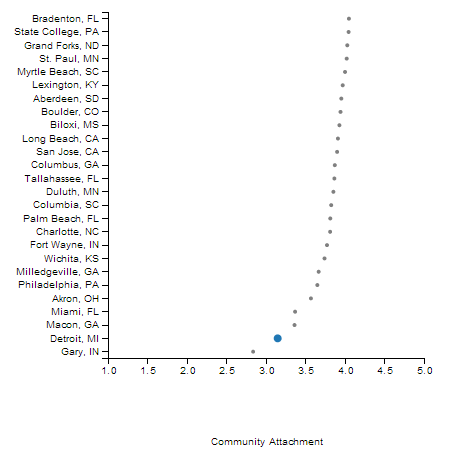 Bradenton, FL
State College, PA
Grand Forks, ND
St. Paul, MN
Myrtle Beach, SC
Lexington, KY
Aberdeen, SD
Boulder, CO
Biloxi, MS
Long Beach, CA
San Jose, CA
Columbus, GA
Tallahassee, FL
Duluth, MN
Columbia, SC
Palm Beach, FL
Charlotte, NC
Fort Wayne, IN
Wichita, KS
Milledgeville, GA
Philadelphia, PA
Akron, OH
Miami, FL
Macon, GA
Detroit, MI
Gary, IN
1.0 1.5 2.0 2.5 3.0 3.5 4.0 4.5 5.0
Community Attachment